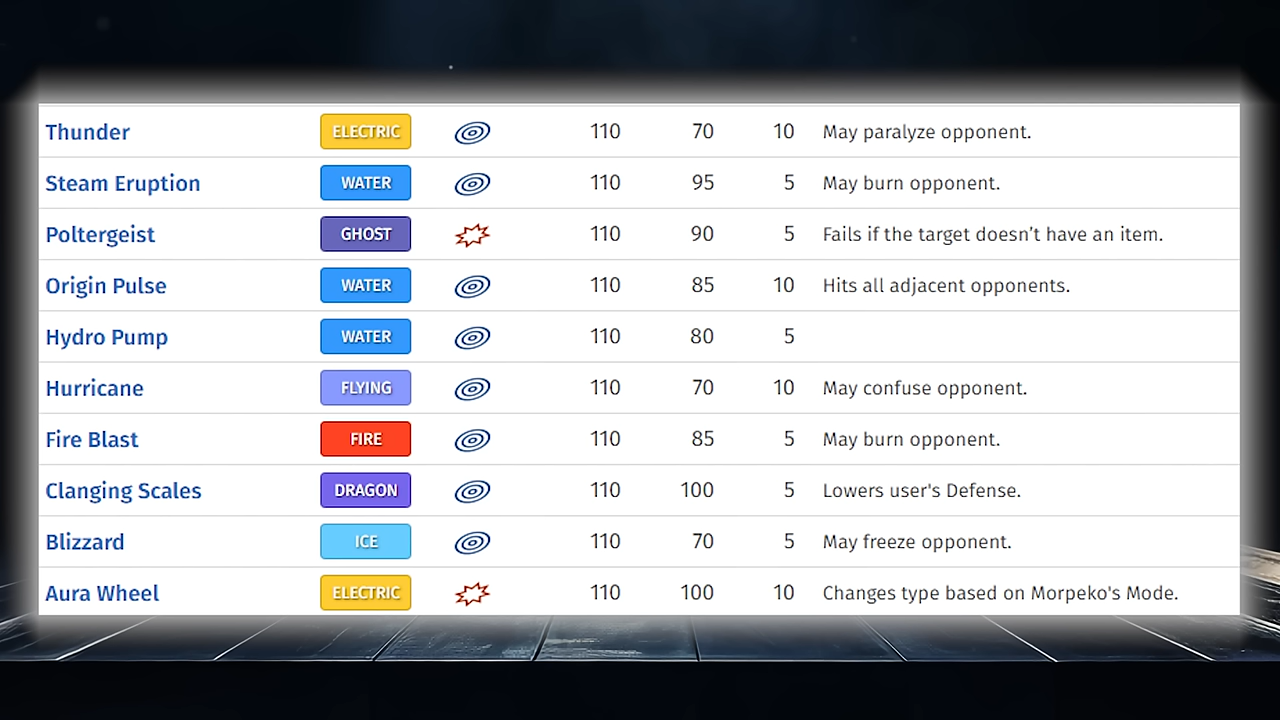 Thunder ELECTRIC 110 70 10 May paralyze opponent.
Steam Eruption WATER 110 95 5 May burn opponent.
Poltergeist GHOST 110 90 5 Fails if the target doesn’t have an item.
Origin Pulse WATER 110 85 10 Hits all adjacent opponents.
Hydro Pump WATER 110 80 5
Hurricane FLYING 110 70 10 May confuse opponent.
Fire Blast FIRE 110 85 5 May burn opponent.
Clanging Scales DRAGON 110 100 5 Lowers user's Defense.
Blizzard ICE 110 70 5 May freeze opponent.
Aura Wheel ELECTRIC 110 100 10 Changes type based on Morpeko's Mode.